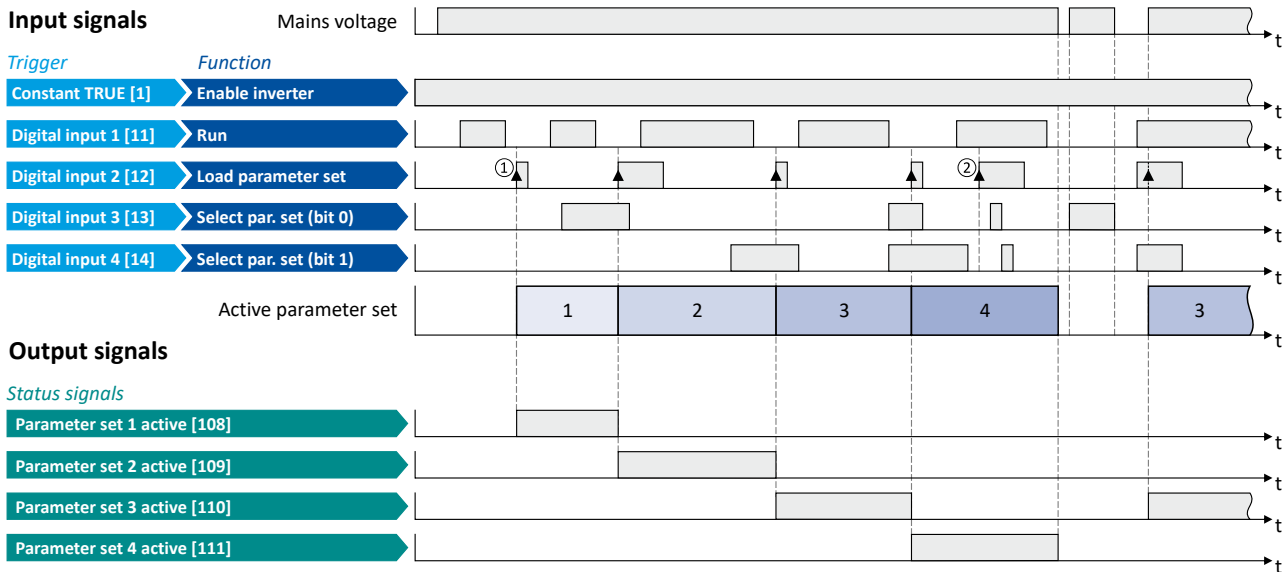 Input signals
Mains voltage
t
Trigger Function
Constant TRUE [1] Enable inverter
t
Digital input 1 [11] Run
t
Digital input 2 [12] Load parameter set
① ②
t
Digital input 3 [13] Select par. set (bit 0)
t
Digital input 4 [14] Select par. set (bit 1)
t
Active parameter set
1 2 3 4 3
t
Output signals
Status signals
Parameter set 1 active [108]
t
Parameter set 2 active [109]
t
Parameter set 3 active [110]
t
Parameter set 4 active [111]
t